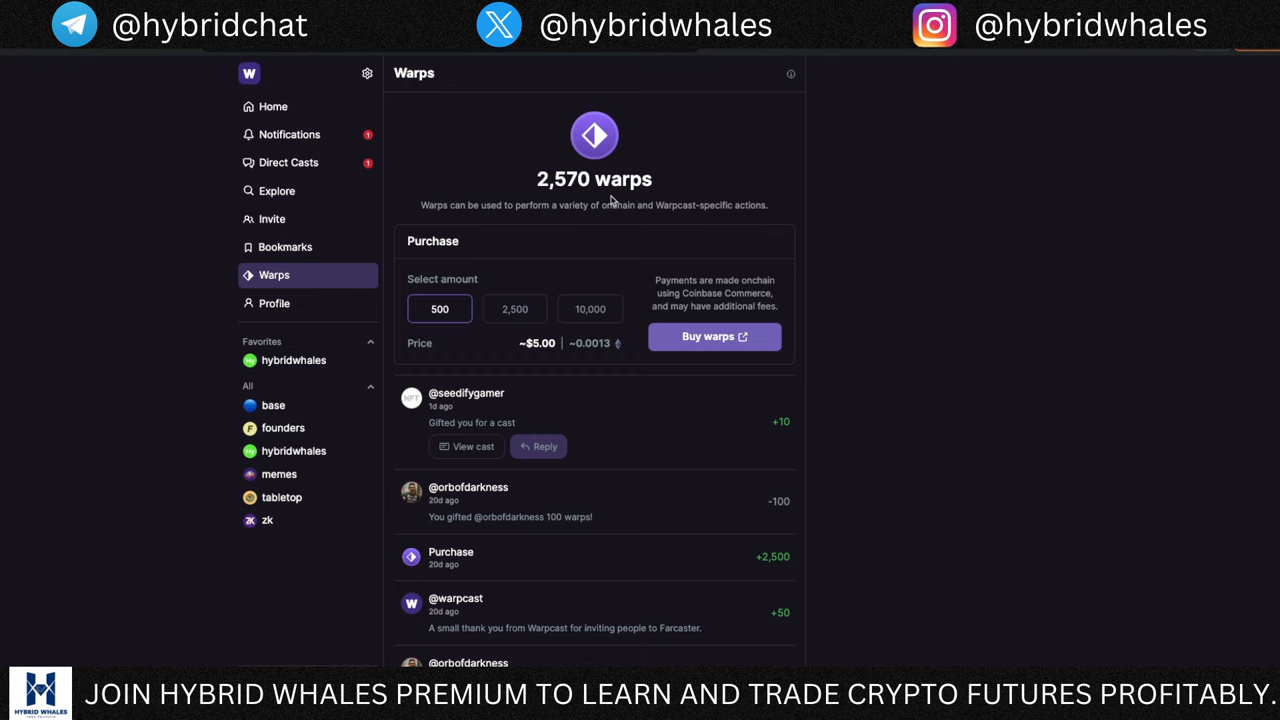 @hybridchat
@hybridwhales
@hybridwhales
W
Home
Notifications 1
Direct Casts 1
Explore
Invite
Bookmarks
Warps
Profile
Favorites
Hy hybridwhales
All
base
F founders
Hy hybridwhales
memes
tabletop
ZK zk
Warps
2,570 warps
Warps can be used to perform a variety of onchain and Warpcast-specific actions.
Purchase
Select amount
500 2,500 10,000
Price ~$5.00 | ~0.0013
Payments are made onchain
using Coinbase Commerce,
and may have additional fees.
Buy warps
NFT
@seedifygamer
1d ago
Gifted you for a cast
+10
View cast Reply
@orbofdarkness
20d ago
-100
You gifted @orbofdarkness 100 warps!
Purchase
20d ago
+2,500
W
@warpcast
20d ago
+50
A small thank you from Warpcast for inviting people to Farcaster.
@orbofdarkness
HYBRID WHALES
JOIN HYBRID WHALES PREMIUM TO LEARN AND TRADE CRYPTO FUTURES PROFITABLY.